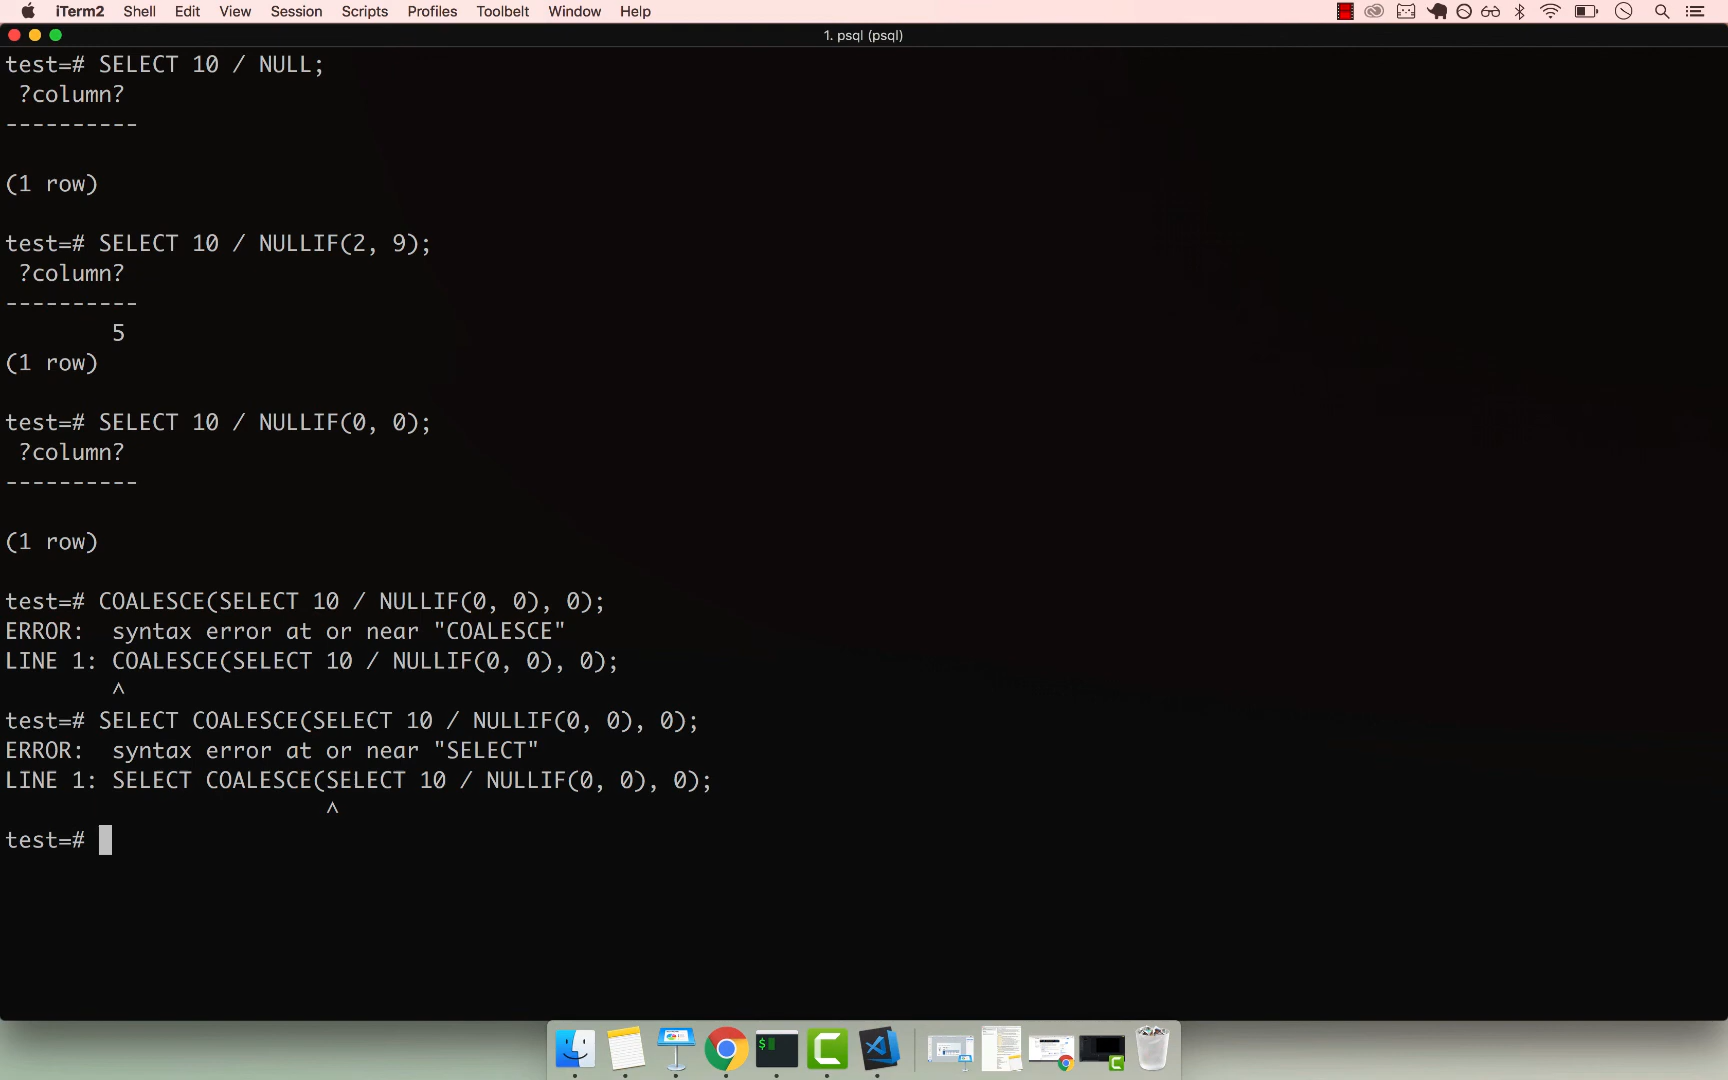 iTerm2 Shell Edit View Session Scripts Profiles Toolbelt Window Help
1. psql (psql)
test=# SELECT 10 / NULL;
?column?
----------
(1 row)
test=# SELECT 10 / NULLIF(2, 9);
?column?
----------
5
(1 row)
test=# SELECT 10 / NULLIF(0, 0);
?column?
----------
(1 row)
test=# COALESCE(SELECT 10 / NULLIF(0, 0), 0);
ERROR:  syntax error at or near "COALESCE"
LINE 1: COALESCE(SELECT 10 / NULLIF(0, 0), 0);
^
test=# SELECT COALESCE(SELECT 10 / NULLIF(0, 0), 0);
ERROR:  syntax error at or near "SELECT"
LINE 1: SELECT COALESCE(SELECT 10 / NULLIF(0, 0), 0);
^
test=#
$